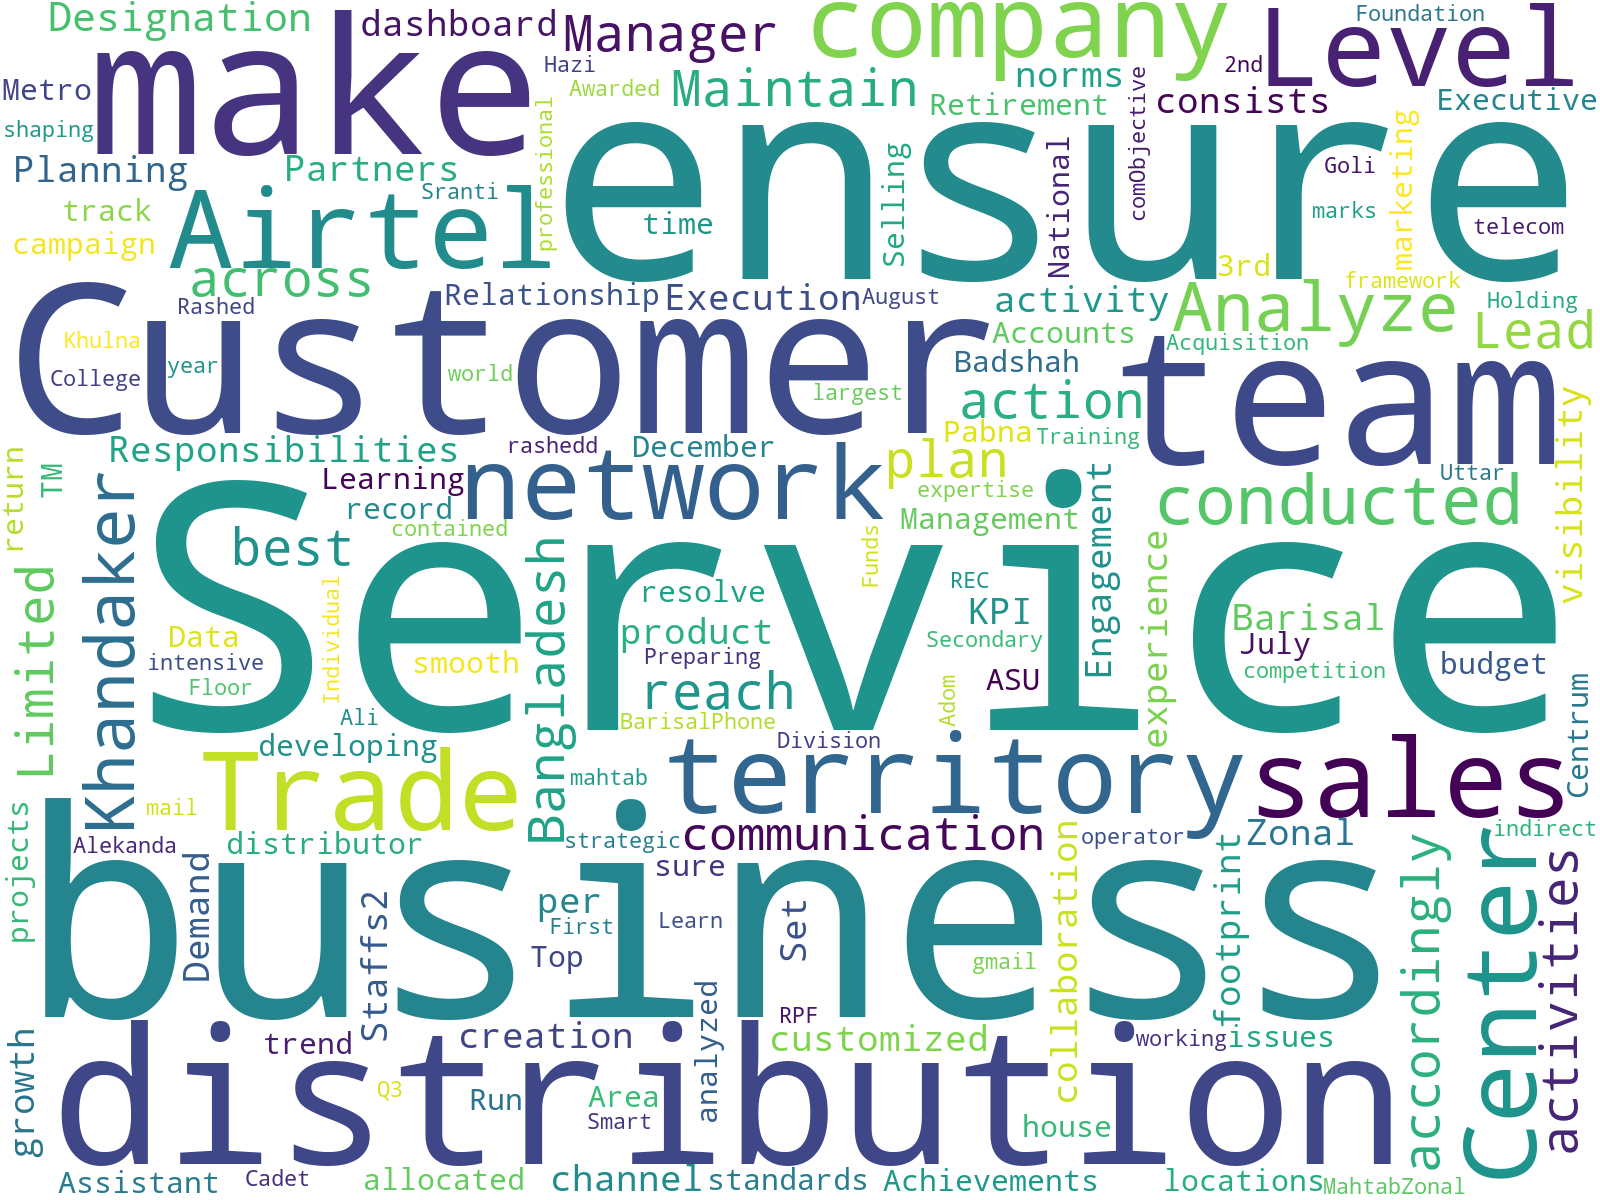 Designation
dashboard
Manager
company
Level
Foundation
make
Hazi
2nd
Metro
Awarded
Maintain
norms
Retirement
consists
Executive
shaping
professional
ensure
comObjective
marketing
Planning
Partners
Sranti
Selling
National
Goli
track
Airtel
time
marks
telecom
campaign
across
3rd
framework
Customer
Rashed
Relationship
Execution
August
activity
Analyze
Holding
Khulna
Accounts
Acquisition
Lead
College
year
world
Badshah
team
largest
action
visibility
Responsibilities
rashedd
December
Pabna
Training
return
TM
Khandaker
Learning
network
plan
Uttar
record
expertise
Engagement
conducted
best
contained
Management
Service
Bangladesh
Funds
experience
Limited
Individual
resolve
REC
KPI
Data
product
Secondary
Barisal
intensive
smooth
Preparing
July
budget
Floor
reach
ASU
competition
Ali
BarisalPhone
Adom
Centrum
developing
Division
Trade
mahtab
territory
sales
mail
projects
Alekanda
distributor
strategic
communication
operator
Zonal
indirect
business
Demand
sure
collaboration
footprint
accordingly
Center
activities
Staffs2
per
First
Learn
Set
Top
gmail
analyzed
RPF
growth
trend
creation
customized
working
issues
distribution
Q3
Run
Area
Smart
house
Assistant
Cadet
allocated
channel
standards
Achievements
locations
MahtabZonal